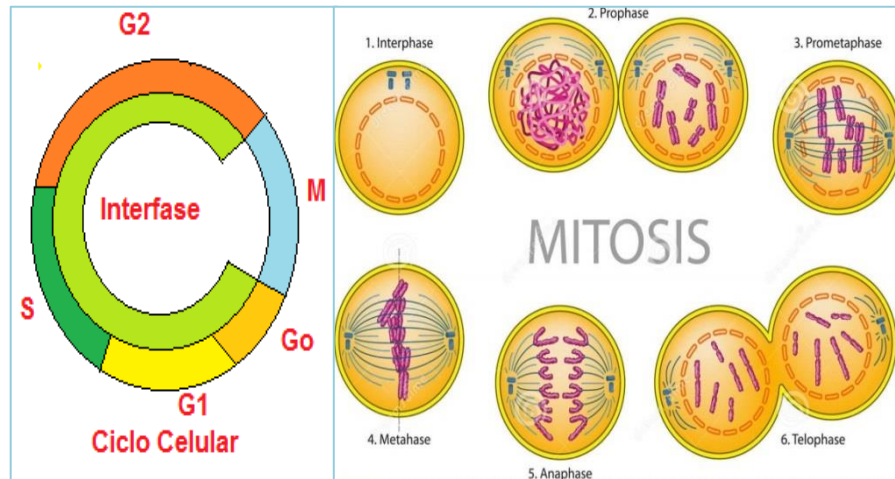 G2
Interfase
M
S
Go
G1
Ciclo Celular
1. Interphase
2. Prophase
3. Prometaphase
MITOSIS
4. Metahase
5. Anaphase
6. Telophase